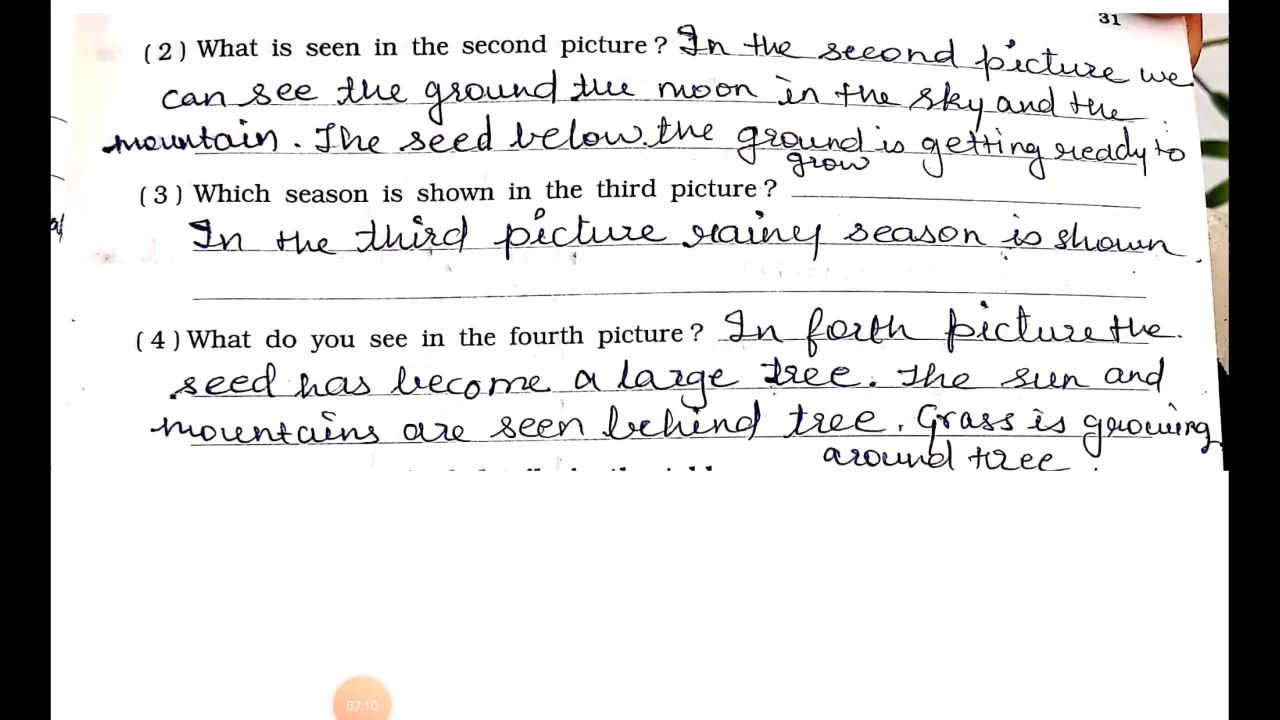 31
(2) What is seen in the second picture? In the second picture we
can see the ground the moon in the sky and the
mountain. The seed below the ground is getting ready to
grow
(3) Which season is shown in the third picture?
In the third picture rainy season is shown.
(4) What do you see in the fourth picture? In forth picture the
seed has become a large tree. The sun and
mountains are seen behind tree. Grass is growing
around tree.
07:10